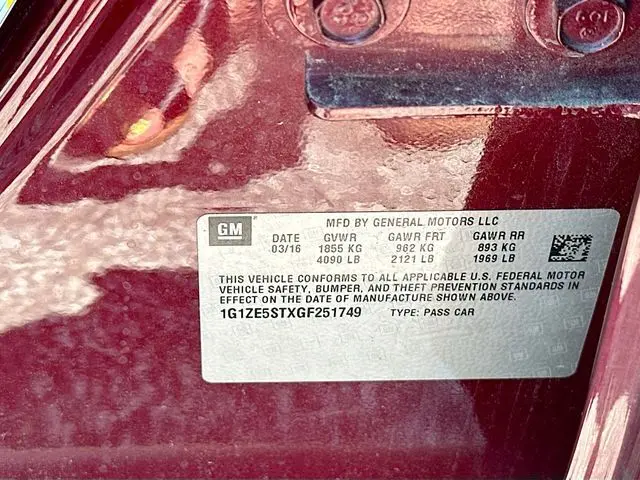 GM
MFD BY GENERAL MOTORS LLC
DATE GVWR GAWR FRT GAWR RR
03/16 1855 KG 962 KG 893 KG
4090 LB 2121 LB 1969 LB
THIS VEHICLE CONFORMS TO ALL APPLICABLE U.S. FEDERAL MOTOR
VEHICLE SAFETY, BUMPER, AND THEFT PREVENTION STANDARDS IN
EFFECT ON THE DATE OF MANUFACTURE SHOWN ABOVE.
1G1ZE5STXGF251749 TYPE: PASS CAR